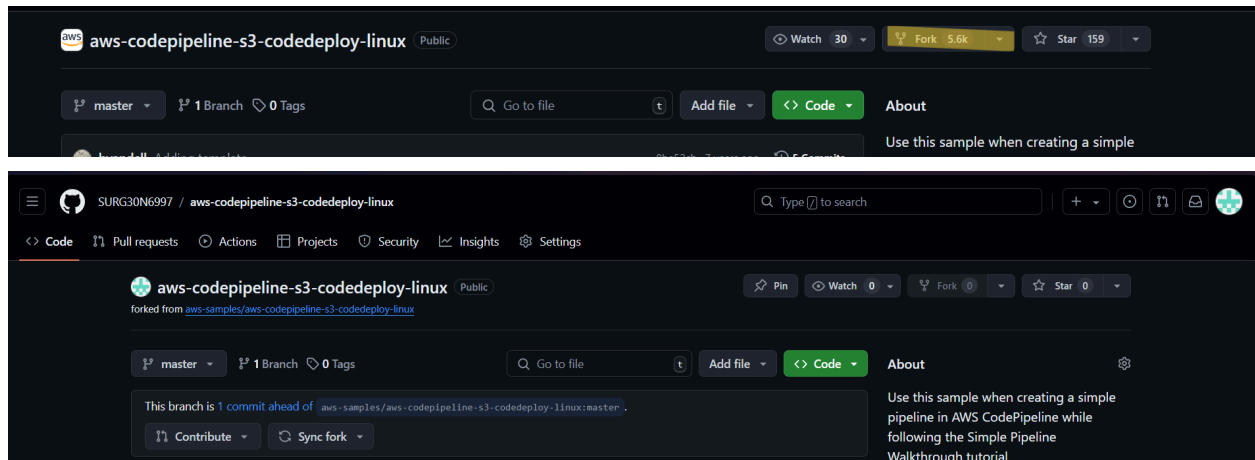 aws aws-codepipeline-s3-codedeploy-linux Public Watch 30 Fork 5.6k Star 159
master 1 Branch 0 Tags Go to file t Add file Code About
Use this sample when creating a simple
SURG30N6997 / aws-codepipeline-s3-codedeploy-linux Type / to search
Code Pull requests Actions Projects Security Insights Settings
aws-codepipeline-s3-codedeploy-linux Public Pin Watch 0 Fork 0 Star 0
forked from aws-samples/aws-codepipeline-s3-codedeploy-linux
master 1 Branch 0 Tags Go to file t Add file Code About
This branch is 1 commit ahead of aws-samples/aws-codepipeline-s3-codedeploy-linux:master .
Contribute Sync fork
Use this sample when creating a simple
pipeline in AWS CodePipeline while
following the Simple Pipeline
Walkthrough tutorial